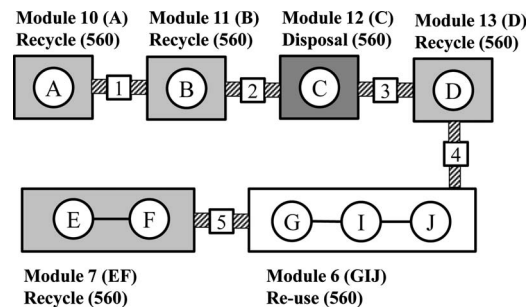 Module 10 (A)
Recycle (560)
Module 11 (B)
Recycle (560)
Module 12 (C)
Disposal (560)
Module 13 (D)
Recycle (560)
A
1
B
2
C
3
D
4
E
F
5
G
I
J
Module 7 (EF)
Recycle (560)
Module 6 (GIJ)
Re-use (560)